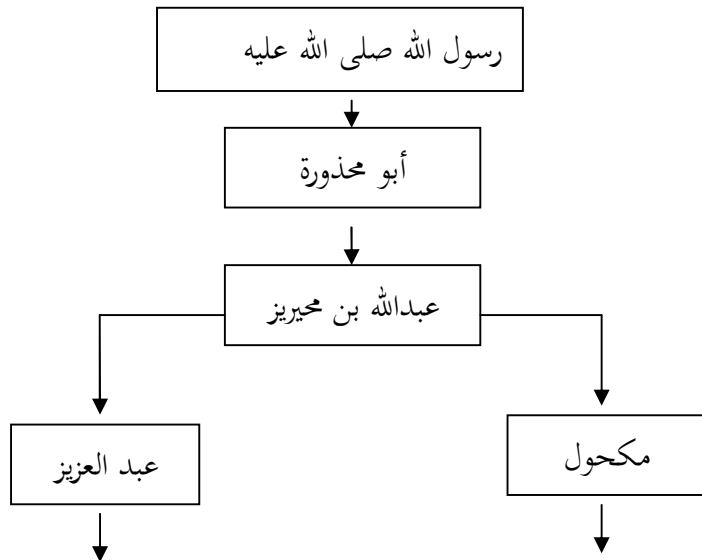 رسول الله صلى الله عليه
أبو محذورة
عبدالله بن محيريز
مكحول
عبد العزيز